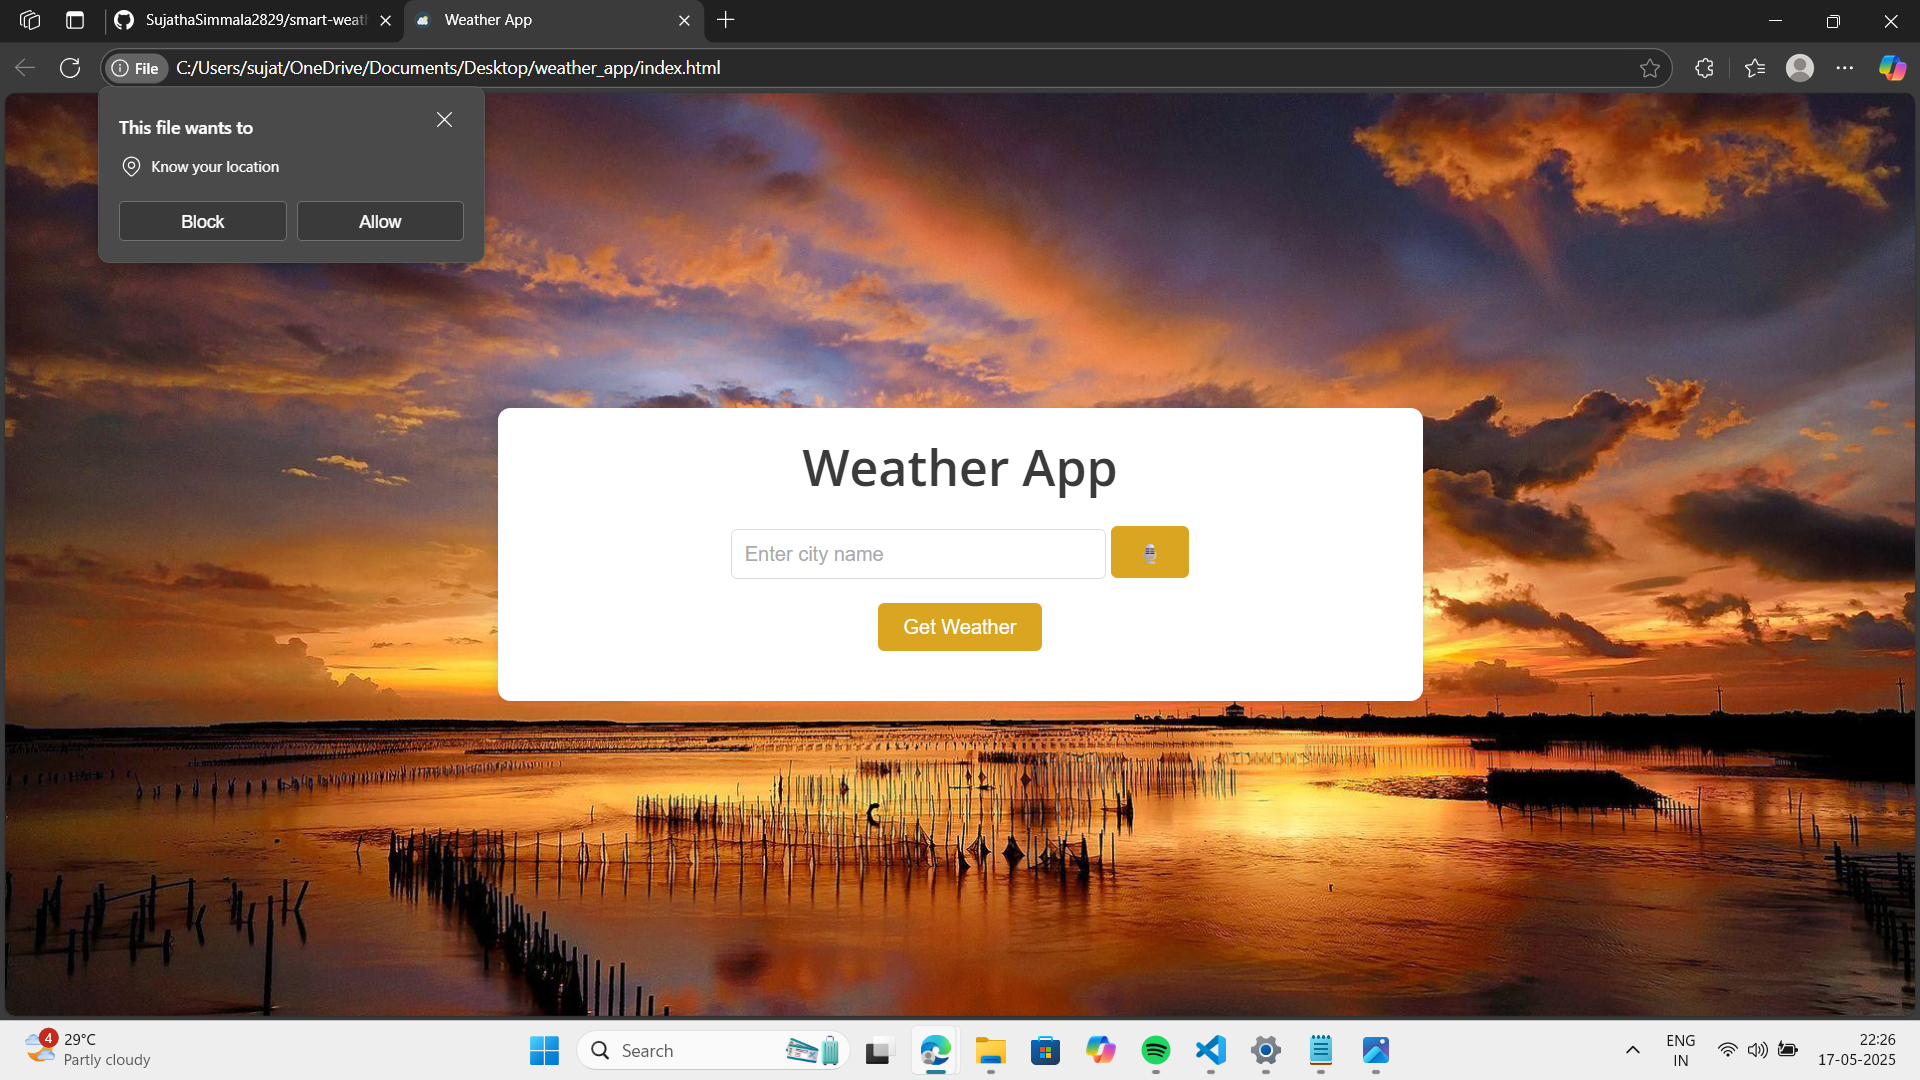 SujathaSimmala2829/smart-weath
Weather App
File
C:/Users/sujat/OneDrive/Documents/Desktop/weather_app/index.html
This file wants to
Know your location
Block
Allow
Weather App
Enter city name
Get Weather
4
29°C
Partly cloudy
Search
ENG
IN
22:26
17-05-2025